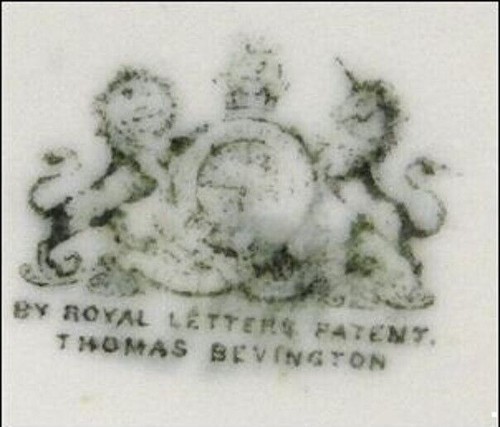 BY ROYAL LETTERS PATENT.
THOMAS BEVINGTON